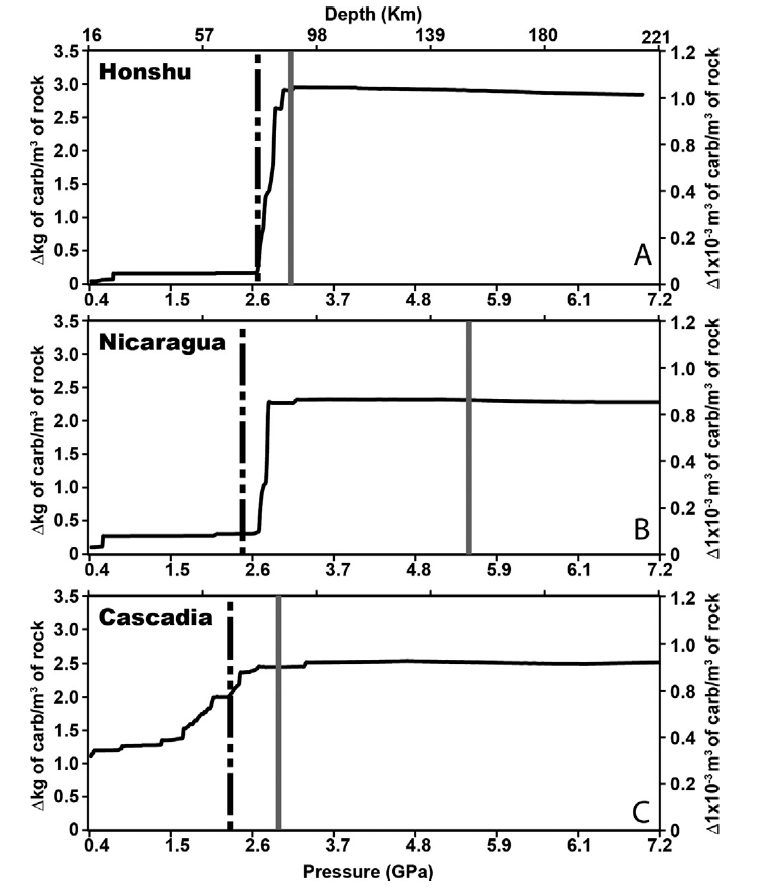 Depth (Km)
16 57 98 139 180 221
Honshu
3.5 3.0 2.5 2.0 1.5 1.0 0.5 0
Δkg of carb/m³ of rock
1.2 1.0 0.8 0.4 0.2 0
Δ1x10⁻³ m³ of carb/m³ of rock
A
0.4 1.5 2.6 3.7 4.8 5.9 6.1 7.2
Nicaragua
3.5 3.0 2.5 2.0 1.5 1.0 0.5 0
Δkg of carb/m³ of rock
1.2 1.0 0.8 0.4 0.2 0
Δ1x10⁻³ m³ of carb/m³ of rock
B
0.4 1.5 2.6 3.7 4.8 5.9 6.1 7.2
Cascadia
3.5 3.0 2.5 2.0 1.5 1.0 0.5 0
Δkg of carb/m³ of rock
1.2 1.0 0.8 0.4 0.2 0
Δ1x10⁻³ m³ of carb/m³ of rock
C
0.4 1.5 2.6 3.7 4.8 5.9 6.1 7.2
Pressure (GPa)